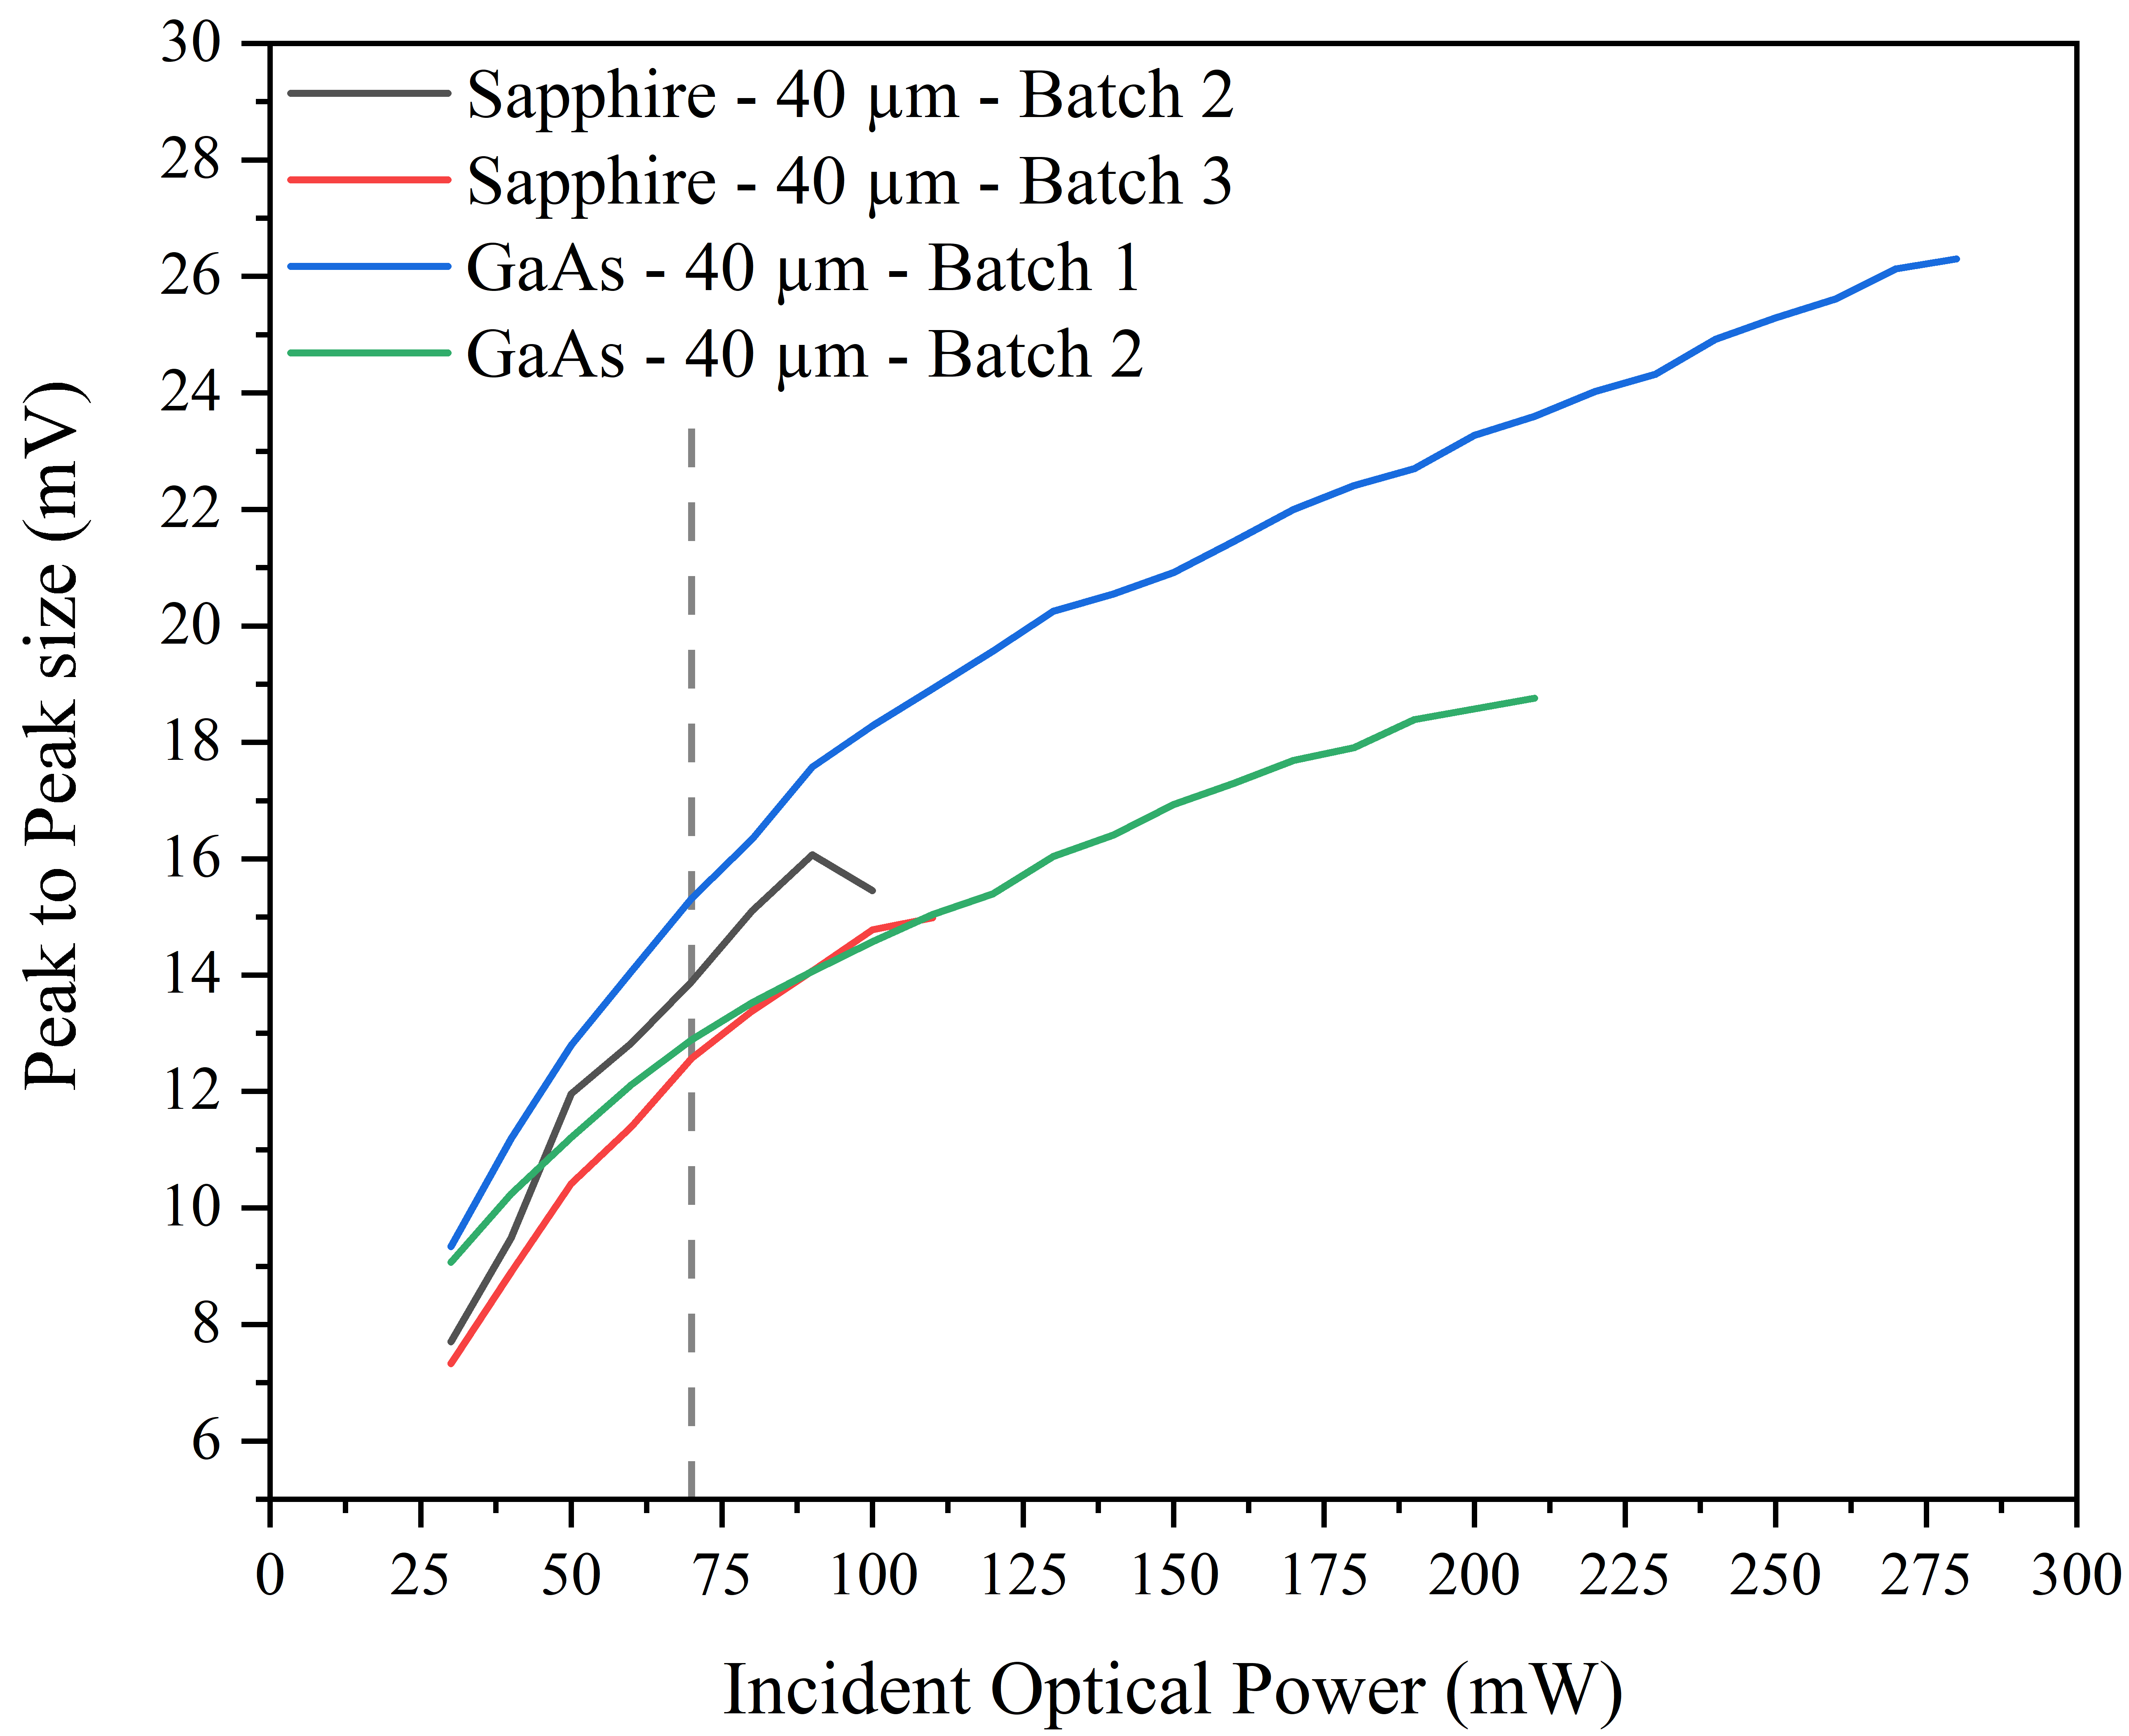 Sapphire - 40 µm - Batch 2
Sapphire - 40 µm - Batch 3
GaAs - 40 µm - Batch 1
GaAs - 40 µm - Batch 2
Peak to Peak size (mV)
30
28
26
24
22
20
18
16
14
12
10
8
6
0 25 50 75 100 125 150 175 200 225 250 275 300
Incident Optical Power (mW)